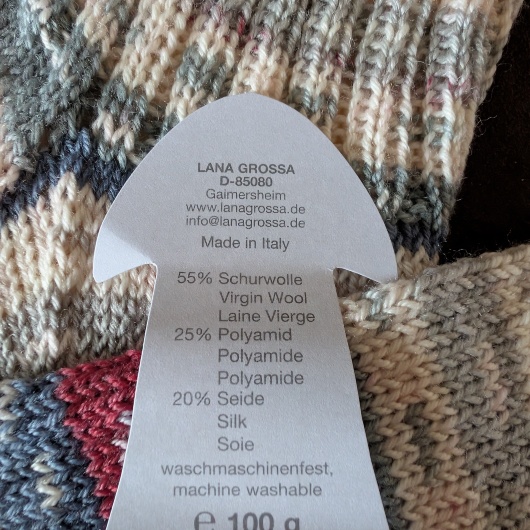 LANA GROSSA
D-85080
Gaimersheim
www.lanagrossa.de
info@lanagrossa.de
Made in Italy
55% Schurwolle
Virgin Wool
Laine Vierge
25% Polyamid
Polyamide
Polyamide
20% Seide
Silk
Soie
waschmaschinenfest,
machine washable
e 100 g